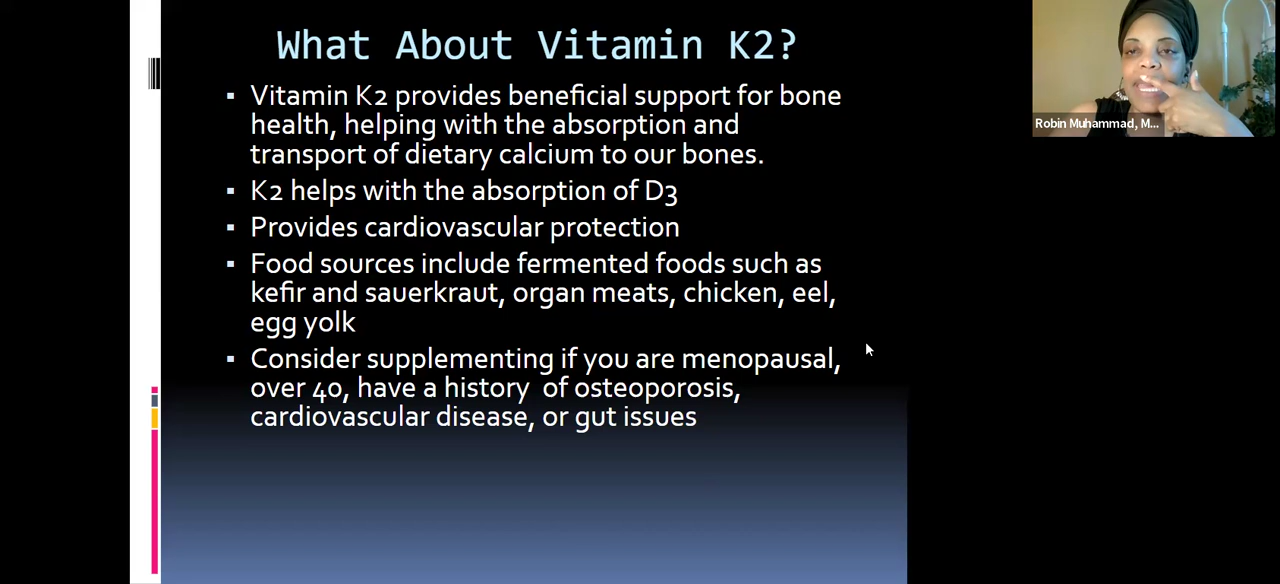 What About Vitamin K2?
Vitamin K2 provides beneficial support for bone
health, helping with the absorption and
transport of dietary calcium to our bones.
K2 helps with the absorption of D3
Provides cardiovascular protection
Food sources include fermented foods such as
kefir and sauerkraut, organ meats, chicken, eel,
egg yolk
Consider supplementing if you are menopausal,
over 40, have a history  of osteoporosis,
cardiovascular disease, or gut issues
Robin Muhammad, M...